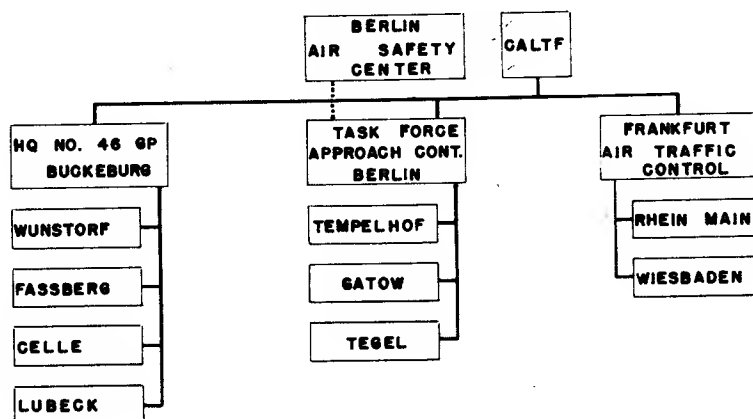 BERLIN
AIR SAFETY
CENTER
CALTF
HQ NO. 46 GP
BUCKEBURG
WUNSTORF
FASSBERG
CELLE
LUBECK
TASK FORCE
APPROACH CONT.
BERLIN
TEMPELHOF
GATOW
TEGEL
FRANKFURT
AIR TRAFFIC
CONTROL
RHEIN MAIN
WIESBADEN